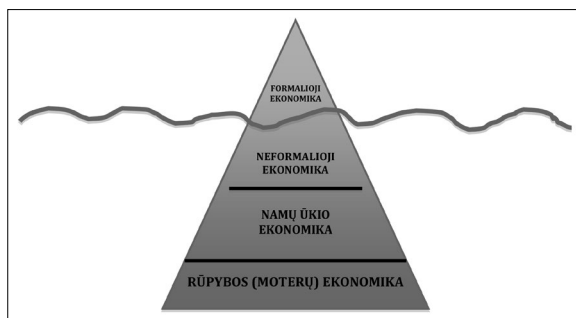 FORMALIOJI
EKONOMIKA
NEFORMALIOJI
EKONOMIKA
NAMŲ ŪKIO
EKONOMIKA
RŪPYBOS (MOTERŲ) EKONOMIKA